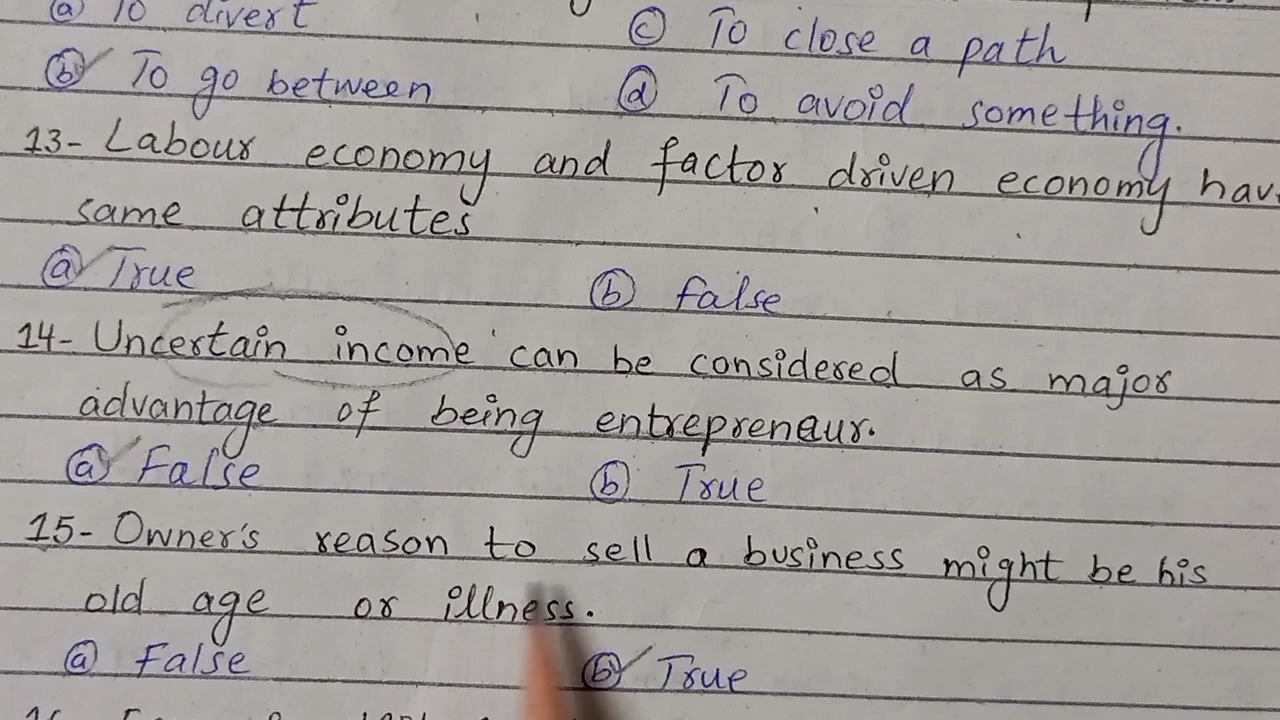 (a) To divert
(c) To close a path
(b) To go between
(d) To avoid something.
13- Labour economy and factor driven economy hav
same attributes
(a) True (b) false
14- Uncertain income can be considered as major
advantage of being entrepreneur.
(a) False (b) True
15- Owner's reason to sell a business might be his
old age or illness.
(a) False (b) True